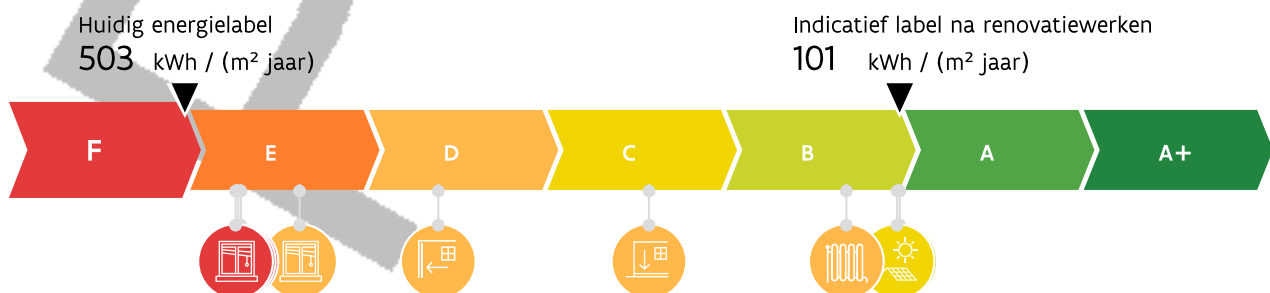 Huidig energielabel
503 kWh / (m² jaar)
Indicatief label na renovatiewerken
101 kWh / (m² jaar)
F E D C B A A+